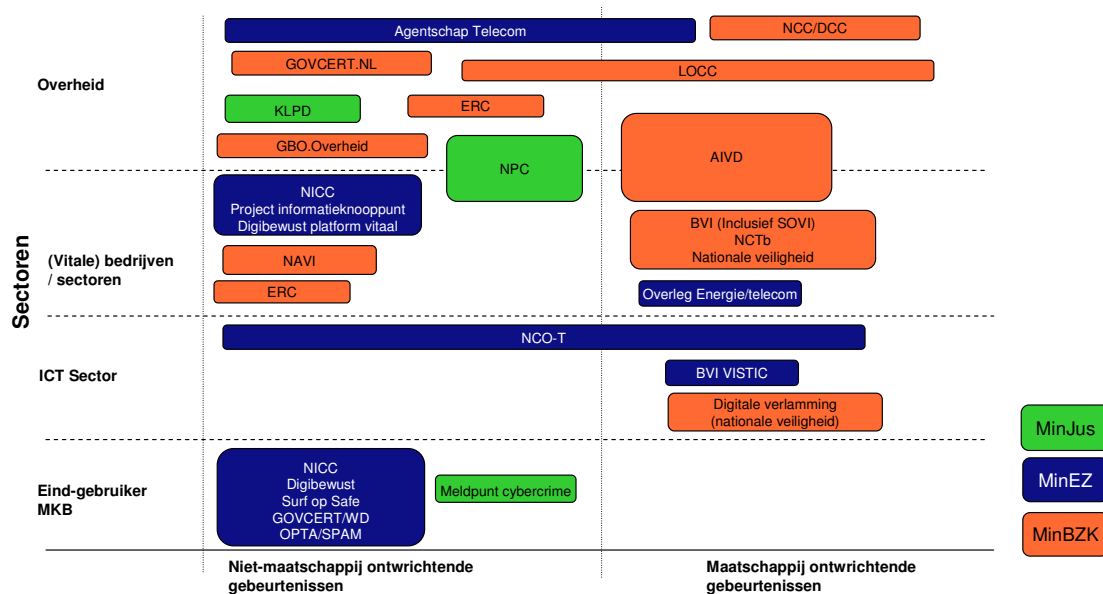 Sectoren
Overheid
Agentschap Telecom
NCC/DCC
GOVCERT.NL
LOCC
KLPD
ERC
GBO.Overheid
NPC
AIVD
(Vitale) bedrijven
/ sectoren
NICC
Project informatieknooppunt
Digibewust platform vitaal
BVI (Inclusief SOVI)
NCTb
Nationale veiligheid
NAVI
ERC
Overleg Energie/telecom
ICT Sector
NCO-T
BVI VISTIC
Digitale verlamming
(nationale veiligheid)
Eind-gebruiker
MKB
NICC
Digibewust
Surf op Safe
GOVCERT/WD
OPTA/SPAM
Meldpunt cybercrime
MinJus
MinEZ
MinBZK
Niet-maatschappij ontwrichtende
gebeurtenissen
Maatschappij ontwrichtende
gebeurtenissen